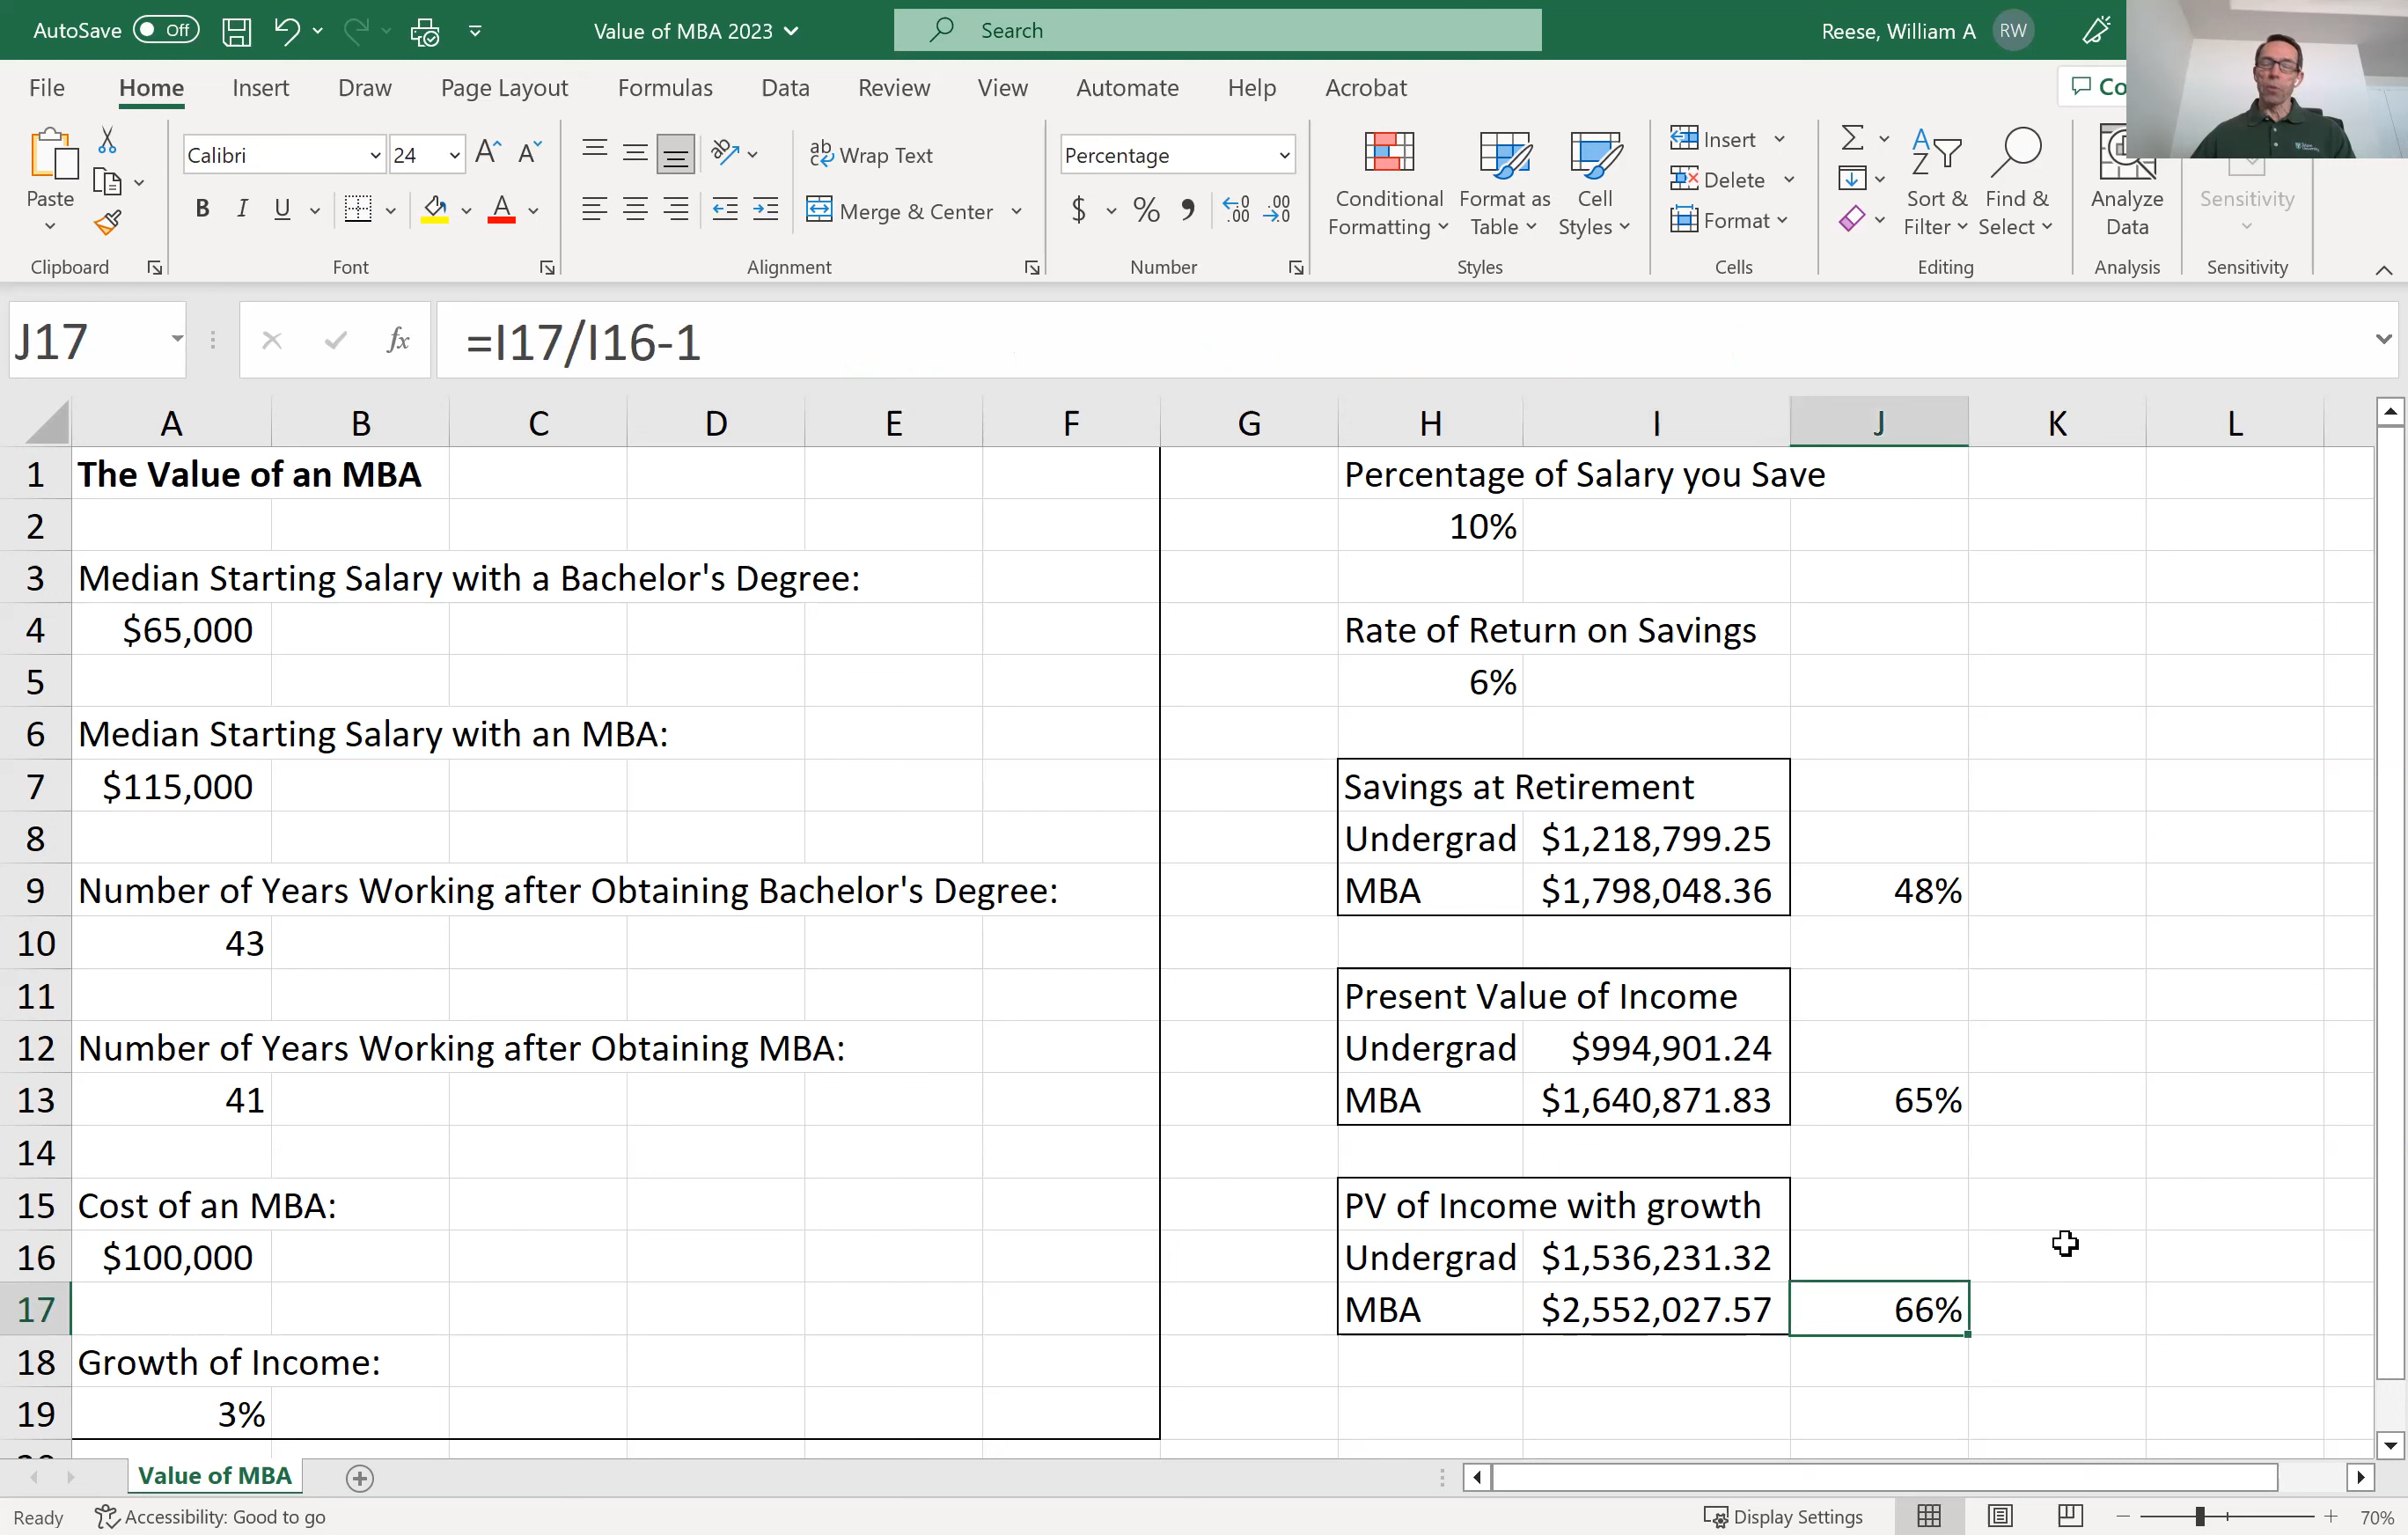 AutoSave Off Value of MBA 2023 Search Reese, William A RW
File Home Insert Draw Page Layout Formulas Data Review View Automate Help Acrobat
Paste
Clipboard
Calibri 24
B I U
Font
Wrap Text
Merge & Center
Alignment
Percentage
$ % ,
Number
Conditional Formatting
Format as Table
Cell Styles
Styles
Insert
Delete
Format
Cells
Sort & Filter
Find & Select
Editing
Analyze Data
Analysis
Sensitivity
Sensitivity
J17 fx =I17/I16-1
A B C D E F G H I J K L
1 The Value of an MBA Percentage of Salary you Save
2 10%
3 Median Starting Salary with a Bachelor's Degree:
4 $65,000 Rate of Return on Savings
5 6%
6 Median Starting Salary with an MBA:
7 $115,000 Savings at Retirement
8 Undergrad $1,218,799.25
9 Number of Years Working after Obtaining Bachelor's Degree: MBA $1,798,048.36 48%
10 43
11 Present Value of Income
12 Number of Years Working after Obtaining MBA: Undergrad $994,901.24
13 41 MBA $1,640,871.83 65%
14
15 Cost of an MBA: PV of Income with growth
16 $100,000 Undergrad $1,536,231.32
17 MBA $2,552,027.57 66%
18 Growth of Income:
19 3%
Value of MBA
Ready Accessibility: Good to go Display Settings 70%